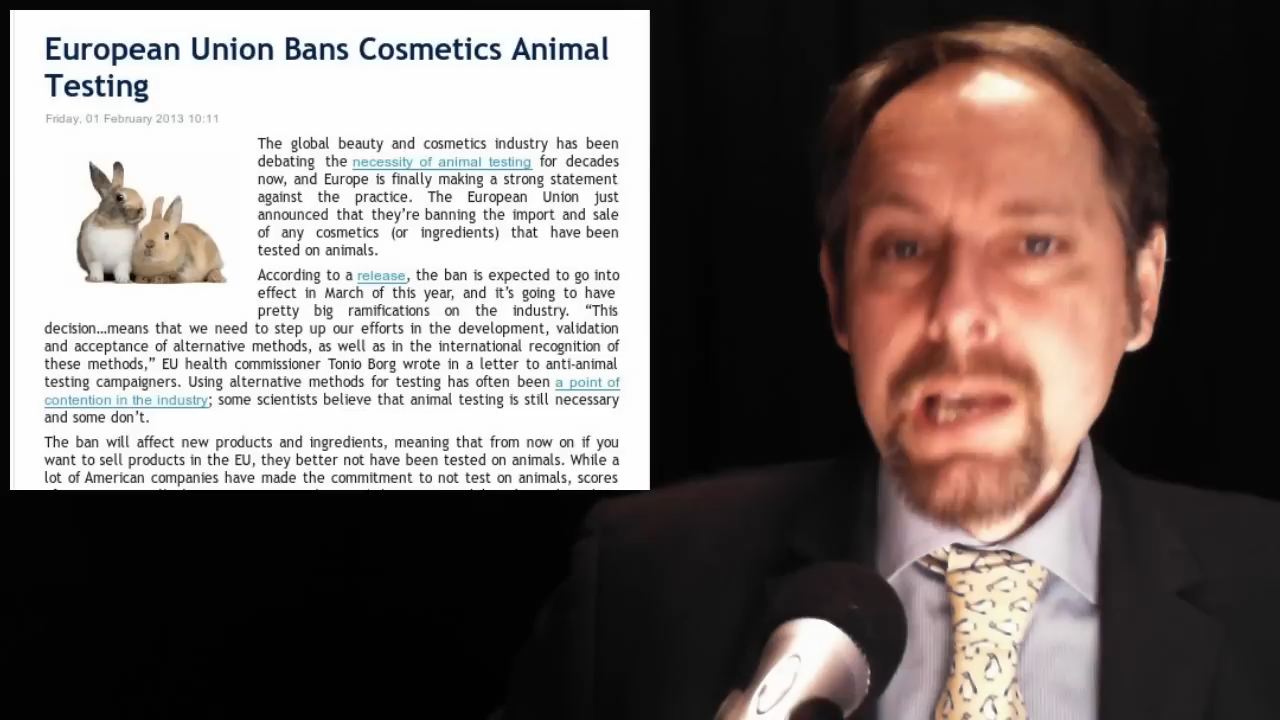 European Union Bans Cosmetics Animal
Testing
Friday, 01 February 2013 10:11
The global beauty and cosmetics industry has been
debating the necessity of animal testing for decades
now, and Europe is finally making a strong statement
against the practice. The European Union just
announced that they're banning the import and sale
of any cosmetics (or ingredients) that have been
tested on animals.
According to a release, the ban is expected to go into
effect in March of this year, and it's going to have
pretty big ramifications on the industry. “This
decision…means that we need to step up our efforts in the development, validation
and acceptance of alternative methods, as well as in the international recognition of
these methods,” EU health commissioner Tonio Borg wrote in a letter to anti-animal
testing campaigners. Using alternative methods for testing has often been a point of
contention in the industry; some scientists believe that animal testing is still necessary
and some don't.
The ban will affect new products and ingredients, meaning that from now on if you
want to sell products in the EU, they better not have been tested on animals. While a
lot of American companies have made the commitment to not test on animals, scores